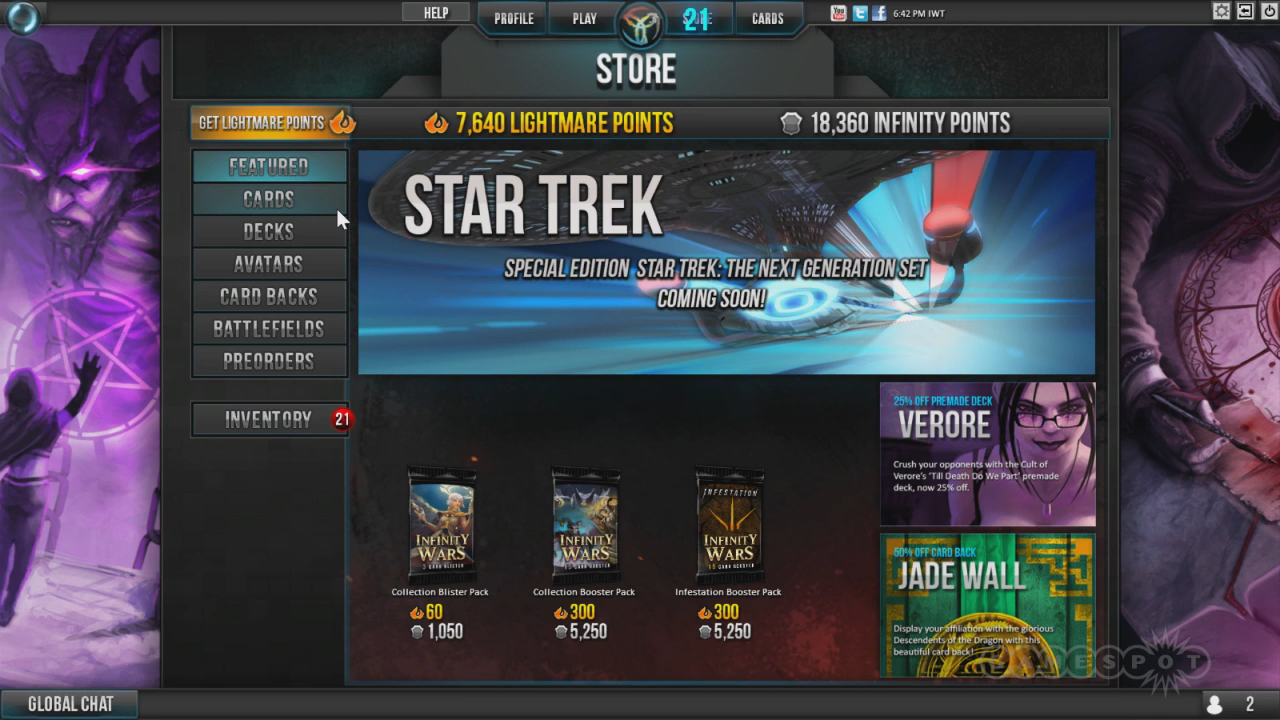 HELP
PROFILE
PLAY
21
CARDS
You
Tube
6:42 PM IWT
STORE
GET LIGHTMARE POINTS
7,640 LIGHTMARE POINTS
18,360 INFINITY POINTS
FEATURED
CARDS
DECKS
AVATARS
CARD BACKS
BATTLEFIELDS
PREORDERS
INVENTORY 21
STAR TREK
SPECIAL EDITION STAR TREK: THE NEXT GENERATION SET
COMING SOON!
INFINITY
WARS
INFINITY
WARS
INFESTATION
INFINITY
WARS
Collection Blister Pack
60
1,050
Collection Booster Pack
300
5,250
Infestation Booster Pack
300
5,250
25% OFF PREMADE DECK
VERORE
Crush your opponents with the Cult of
Verore's 'Till Death Do We Part' premade
deck, now 25% off.
50% OFF CARD BACK
JADE WALL
Display your affiliation with the glorious
Descendents of the Dragon with this
beautiful card back!
GAMESPOT
GLOBAL CHAT
2